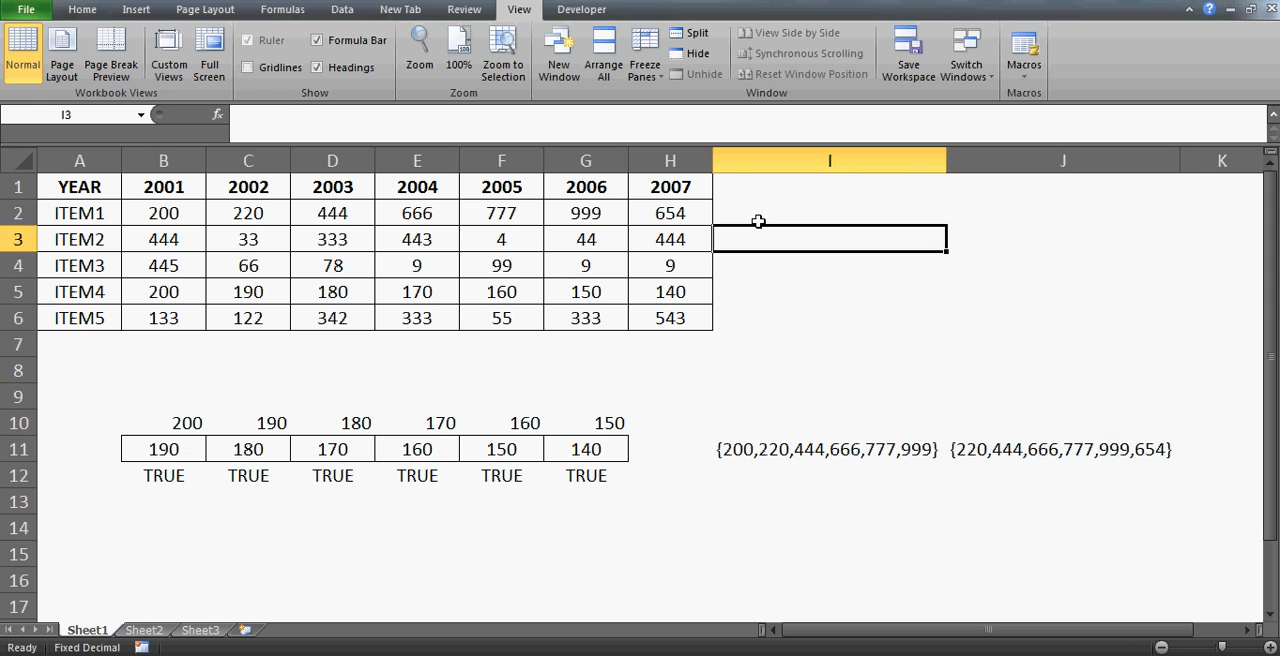 File Home Insert Page Layout Formulas Data New Tab Review View Developer
Normal Page Layout Page Break Preview Custom Views Full Screen
Workbook Views
Ruler Formula Bar
Gridlines Headings
Show
Zoom 100% Zoom to Selection
Zoom
New Window Arrange All Freeze Panes Split Hide Unhide
View Side by Side
Synchronous Scrolling
Reset Window Position
Window
Save Workspace Switch Windows
Macros
Macros
I3 fx
A B C D E F G H I J K
1 YEAR 2001 2002 2003 2004 2005 2006 2007
2 ITEM1 200 220 444 666 777 999 654
3 ITEM2 444 33 333 443 4 44 444
4 ITEM3 445 66 78 9 99 9 9
5 ITEM4 200 190 180 170 160 150 140
6 ITEM5 133 122 342 333 55 333 543
7
8
9
10 200 190 180 170 160 150
11 190 180 170 160 150 140 {200,220,444,666,777,999} {220,444,666,777,999,654}
12 TRUE TRUE TRUE TRUE TRUE TRUE
13
14
15
16
17
Sheet1 Sheet2 Sheet3
Ready Fixed Decimal